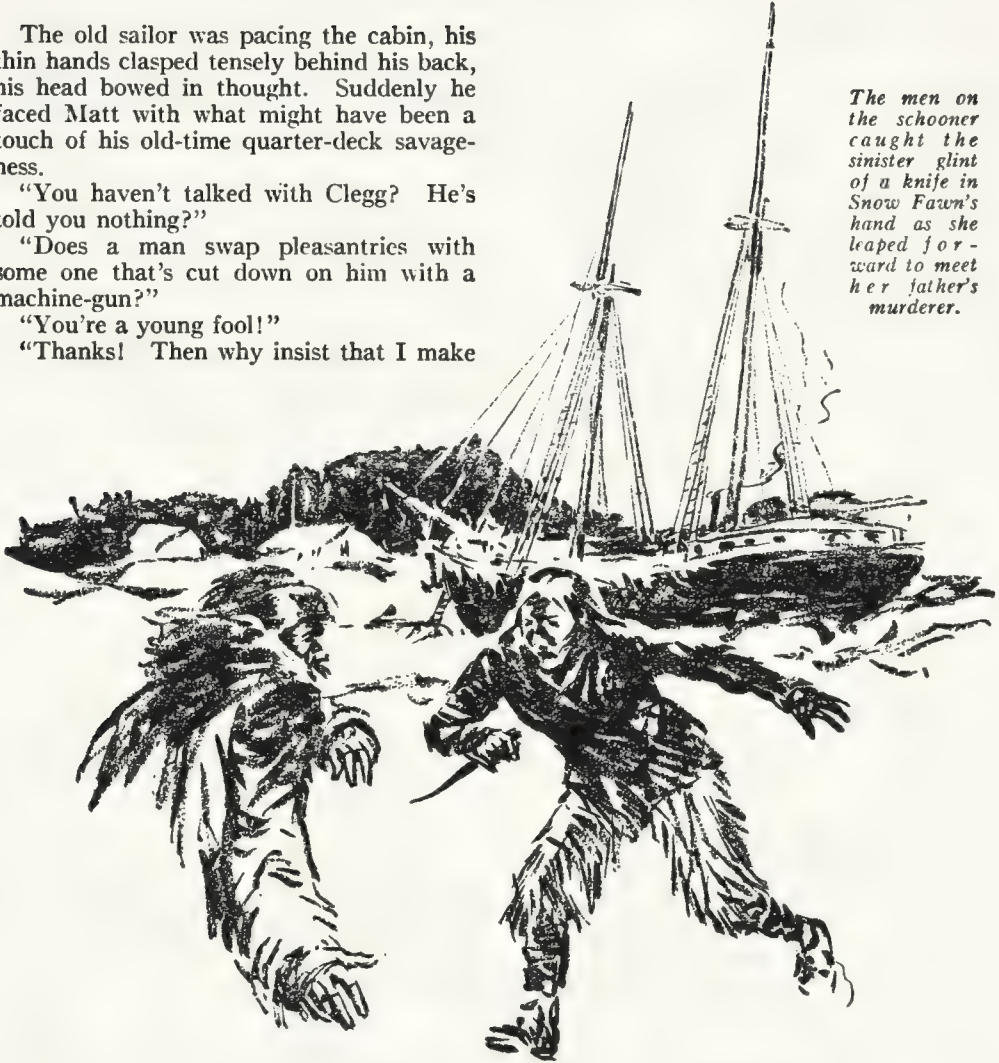 The old sailor was pacing the cabin, his
thin hands clasped tensely behind his back,
his head bowed in thought. Suddenly he
faced Matt with what might have been a
touch of his old-time quarter-deck savage-
ness.
"You haven't talked with Clegg? He's
told you nothing?"
"Does a man swap pleasantries with
some one that's cut down on him with a
machine-gun?"
"You're a young fool!"
"Thanks! Then why insist that I make
The men on
the schooner
caught the
sinister glint
of a knife in
Snow Fawn's
hand as she
leaped for-
ward to meet
her father's
murderer.